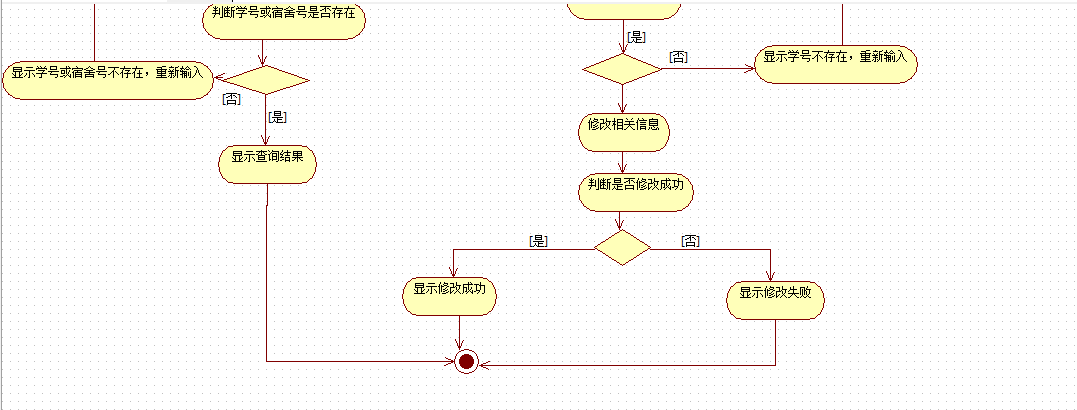 判断学号或宿舍号是否存在
[是]
[否]
显示学号或宿舍号不存在，重新输入
显示学号不存在，重新输入
[否]
[是]
修改相关信息
显示查询结果
判断是否修改成功
[是]
[否]
显示修改成功
显示修改失败